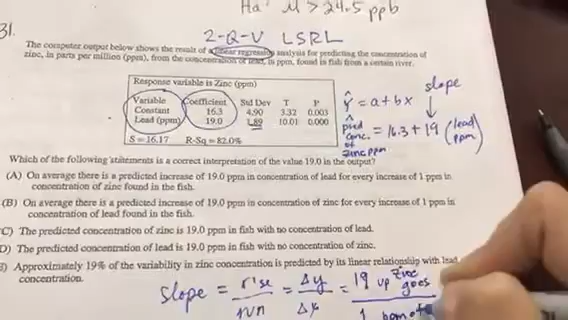 Ha: μ > 24.5 ppb
31.
2-Q-V LSRL
The computer output below shows the result of a linear regression analysis for predicting the concentration of
zinc, in parts per million (ppm), from the concentration of lead, in ppm, found in fish from a certain river.
Response variable is Zinc (ppm)
Variable Coefficient Std Dev T P
Constant 16.3 4.90 3.32 0.003
Lead (ppm) 19.0 1.89 10.01 0.000
S = 16.17 R-Sq = 82.0%
slope
Ŷ = a + bx
pred conc. of zinc ppm = 16.3 + 19 (lead ppm)
Which of the following statements is a correct interpretation of the value 19.0 in the output?
(A) On average there is a predicted increase of 19.0 ppm in concentration of lead for every increase of 1 ppm in
concentration of zinc found in the fish.
(B) On average there is a predicted increase of 19.0 ppm in concentration of zinc for every increase of 1 ppm in
concentration of lead found in the fish.
C) The predicted concentration of zinc is 19.0 ppm in fish with no concentration of lead.
D) The predicted concentration of lead is 19.0 ppm in fish with no concentration of zinc.
) Approximately 19% of the variability in zinc concentration is predicted by its linear relationship with lead
concentration.
slope = rise/run = Δy/Δx = 19 up zinc goes
1 ppm of